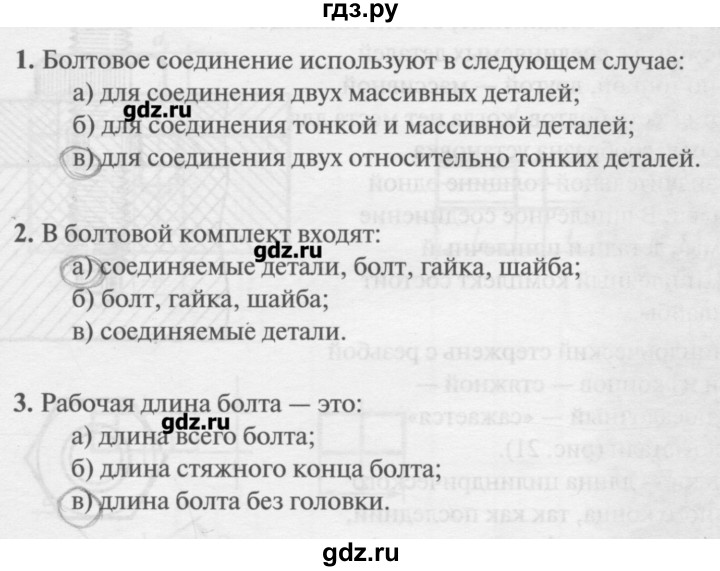 гдз.ру
1. Болтовое соединение используют в следующем случае:
а) для соединения двух массивных деталей;
gdz.ru
б) для соединения тонкой и массивной деталей;
в) для соединения двух относительно тонких деталей.
2. В болтовой комплект входят:
gdz.ru
а) соединяемые детали, болт, гайка, шайба;
б) болт, гайка, шайба;
в) соединяемые детали.
3. Рабочая длина болта — это:
gdz.ru
а) длина всего болта;
б) длина стяжного конца болта;
в) длина болта без головки.
gdz.ru